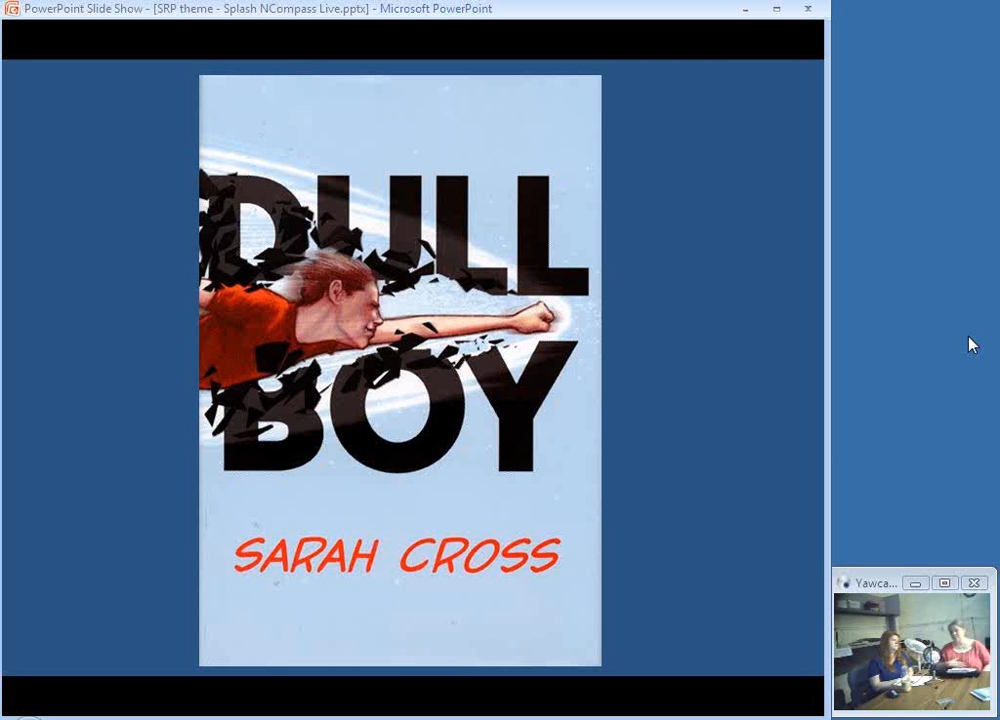 PowerPoint Slide Show - [SRP theme - Splash NCompass Live.pptx] - Microsoft PowerPoint
DULL
BOY
SARAH CROSS
Yawca...